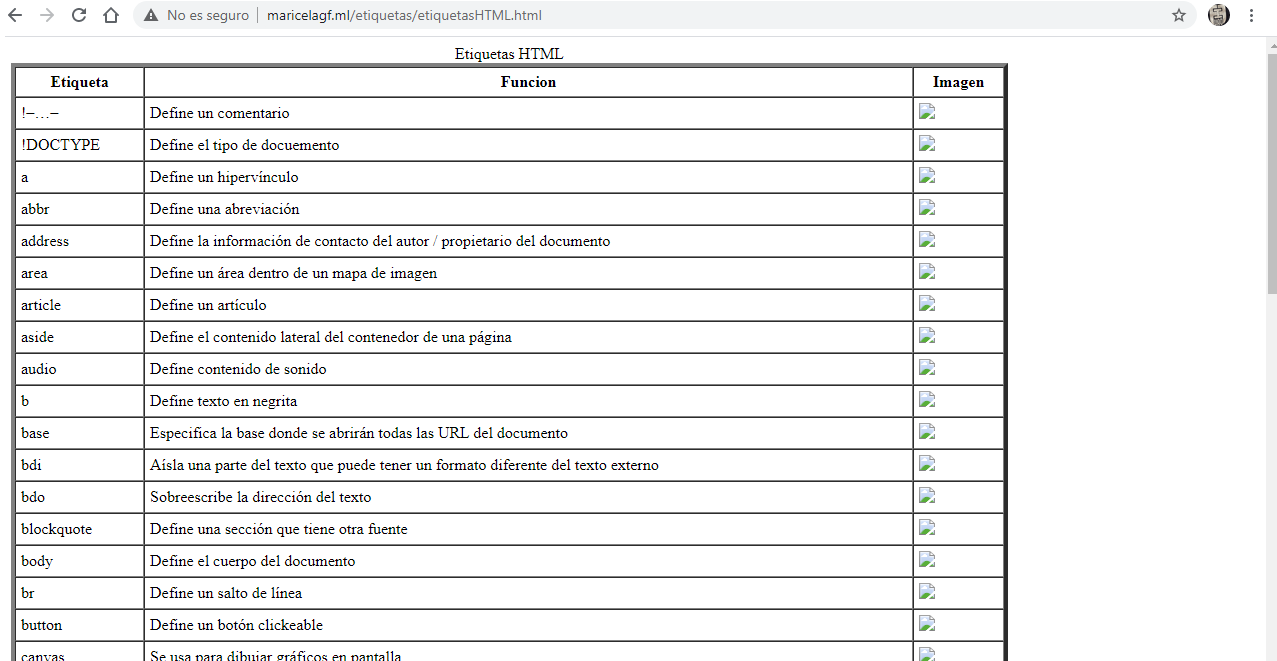 No es seguro | maricelagf.ml/etiquetas/etiquetasHTML.html
Etiquetas HTML
Etiqueta Funcion Imagen
!–…– Define un comentario
!DOCTYPE Define el tipo de docuemento
a Define un hipervínculo
abbr Define una abreviación
address Define la información de contacto del autor / propietario del documento
area Define un área dentro de un mapa de imagen
article Define un artículo
aside Define el contenido lateral del contenedor de una página
audio Define contenido de sonido
b Define texto en negrita
base Especifica la base donde se abrirán todas las URL del documento
bdi Aísla una parte del texto que puede tener un formato diferente del texto externo
bdo Sobreescribe la dirección del texto
blockquote Define una sección que tiene otra fuente
body Define el cuerpo del documento
br Define un salto de línea
button Define un botón clickeable
canvas Se usa para dibujar gráficos en pantalla